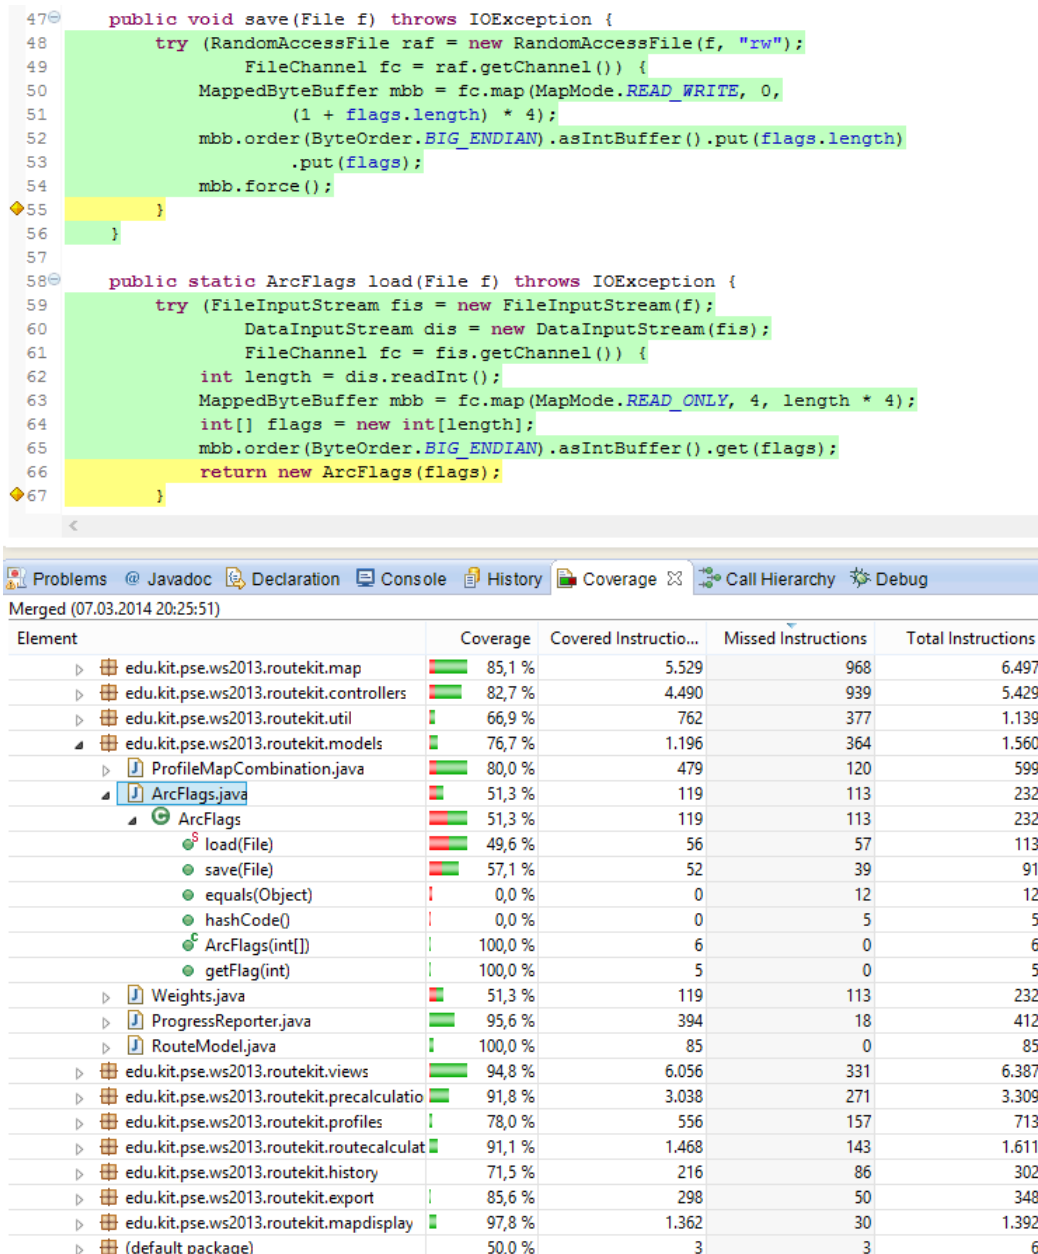 47 public void save(File f) throws IOException {
48 try (RandomAccessFile raf = new RandomAccessFile(f, "rw");
49 FileChannel fc = raf.getChannel()) {
50 MappedByteBuffer mbb = fc.map(MapMode.READ_WRITE, 0,
51 (1 + flags.length) * 4);
52 mbb.order(ByteOrder.BIG_ENDIAN).asIntBuffer().put(flags.length)
53 .put(flags);
54 mbb.force();
55 }
56 }
57
58 public static ArcFlags load(File f) throws IOException {
59 try (FileInputStream fis = new FileInputStream(f);
60 DataInputStream dis = new DataInputStream(fis);
61 FileChannel fc = fis.getChannel()) {
62 int length = dis.readInt();
63 MappedByteBuffer mbb = fc.map(MapMode.READ_ONLY, 4, length * 4);
64 int[] flags = new int[length];
65 mbb.order(ByteOrder.BIG_ENDIAN).asIntBuffer().get(flags);
66 return new ArcFlags(flags);
67 }
Problems @ Javadoc Declaration Console History Coverage Call Hierarchy Debug
Merged (07.03.2014 20:25:51)
Element Coverage Covered Instructio... Missed Instructions Total Instructions
edu.kit.pse.ws2013.routekit.map 85,1 % 5.529 968 6.497
edu.kit.pse.ws2013.routekit.controllers 82,7 % 4.490 939 5.429
edu.kit.pse.ws2013.routekit.util 66,9 % 762 377 1.139
edu.kit.pse.ws2013.routekit.models 76,7 % 1.196 364 1.560
ProfileMapCombination.java 80,0 % 479 120 599
ArcFlags.java 51,3 % 119 113 232
ArcFlags 51,3 % 119 113 232
load(File) 49,6 % 56 57 113
save(File) 57,1 % 52 39 91
equals(Object) 0,0 % 0 12 12
hashCode() 0,0 % 0 5 5
ArcFlags(int[]) 100,0 % 6 0 6
getFlag(int) 100,0 % 5 0 5
Weights.java 51,3 % 119 113 232
ProgressReporter.java 95,6 % 394 18 412
RouteModel.java 100,0 % 85 0 85
edu.kit.pse.ws2013.routekit.views 94,8 % 6.056 331 6.387
edu.kit.pse.ws2013.routekit.precalculatio 91,8 % 3.038 271 3.309
edu.kit.pse.ws2013.routekit.profiles 78,0 % 556 157 713
edu.kit.pse.ws2013.routekit.routecalculat 91,1 % 1.468 143 1.611
edu.kit.pse.ws2013.routekit.history 71,5 % 216 86 302
edu.kit.pse.ws2013.routekit.export 85,6 % 298 50 348
edu.kit.pse.ws2013.routekit.mapdisplay 97,8 % 1.362 30 1.392
(default package) 50,0 % 3 3 6